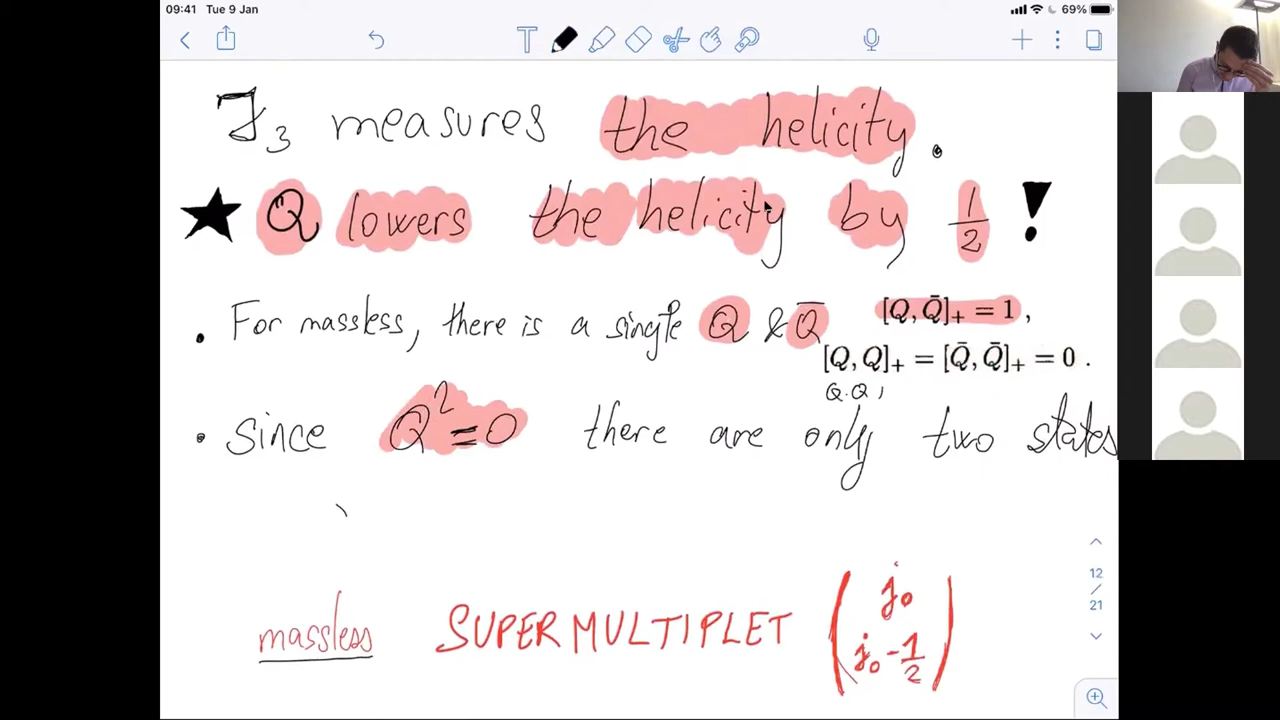 09:41 Tue 9 Jan 69%
J₃ measures the helicity.
★ Q lowers the helicity by 1/2 !
• For massless, there is a single Q & Q̄ [Q, Q̄]₊ = 1 ,
[Q, Q]₊ = [Q̄, Q̄]₊ = 0 .
Q.Q ,
• Since Q² = 0 there are only two states
massless SUPERMULTIPLET ( j₀
j₀ - 1/2 )
12
/
21